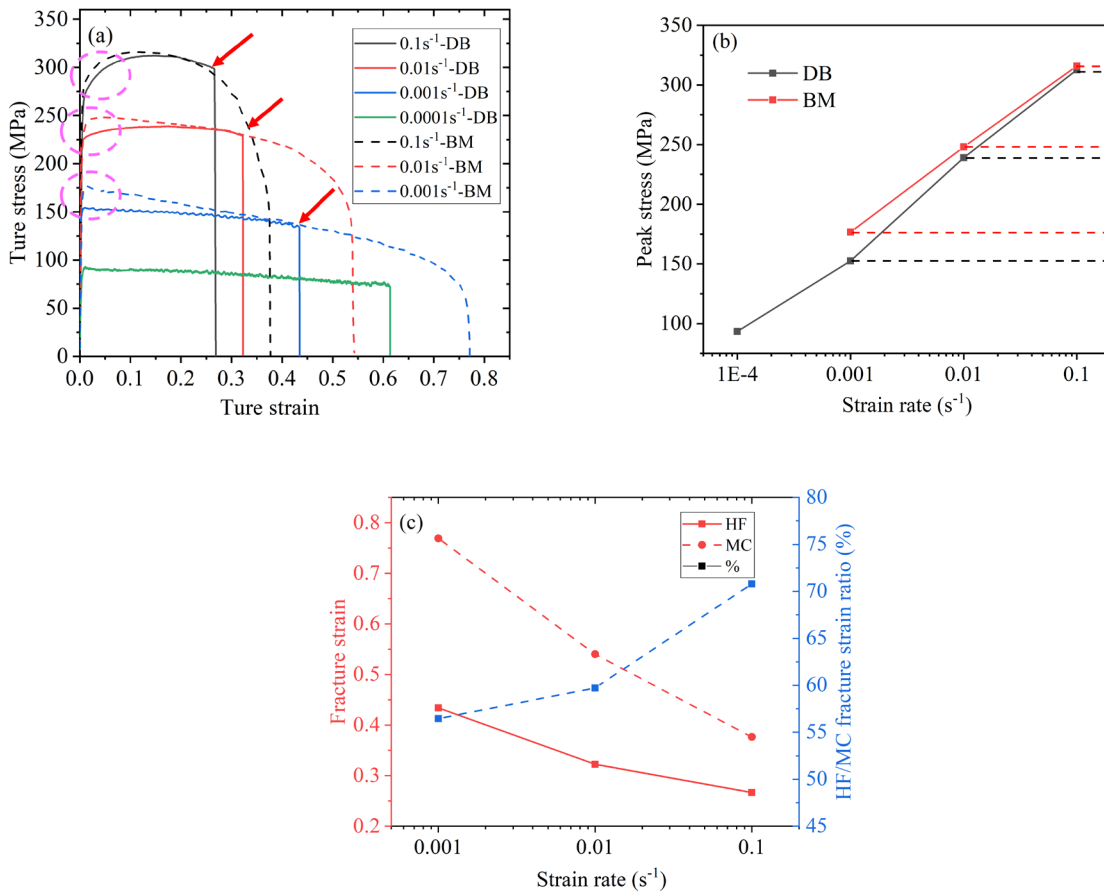 (a)
350
300
250
200
150
100
50
0
Ture stress (MPa)
0.0 0.1 0.2 0.3 0.4 0.5 0.6 0.7 0.8
Ture strain
0.1s⁻¹-DB
0.01s⁻¹-DB
0.001s⁻¹-DB
0.0001s⁻¹-DB
0.1s⁻¹-BM
0.01s⁻¹-BM
0.001s⁻¹-BM
(b)
350
300
250
200
150
100
Peak stress (MPa)
1E-4 0.001 0.01 0.1
Strain rate (s⁻¹)
DB
BM
(c)
0.8
0.7
0.6
0.5
0.4
0.3
0.2
Fracture strain
HF
MC
%
80
75
70
65
60
55
50
45
HF/MC fracture strain ratio (%)
0.001 0.01 0.1
Strain rate (s⁻¹)